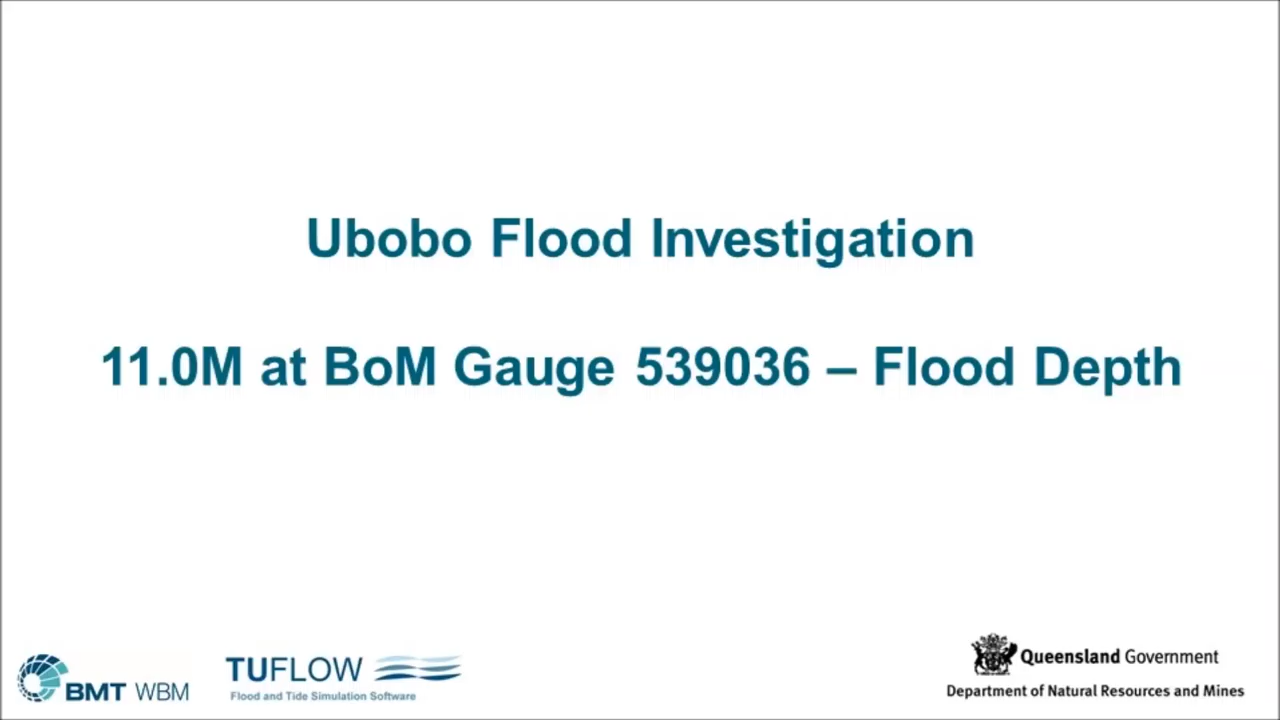 Ubobo Flood Investigation
11.0M at BoM Gauge 539036 – Flood Depth
BMT WBM
TUFLOW
Flood and Tide Simulation Software
Queensland Government
Department of Natural Resources and Mines